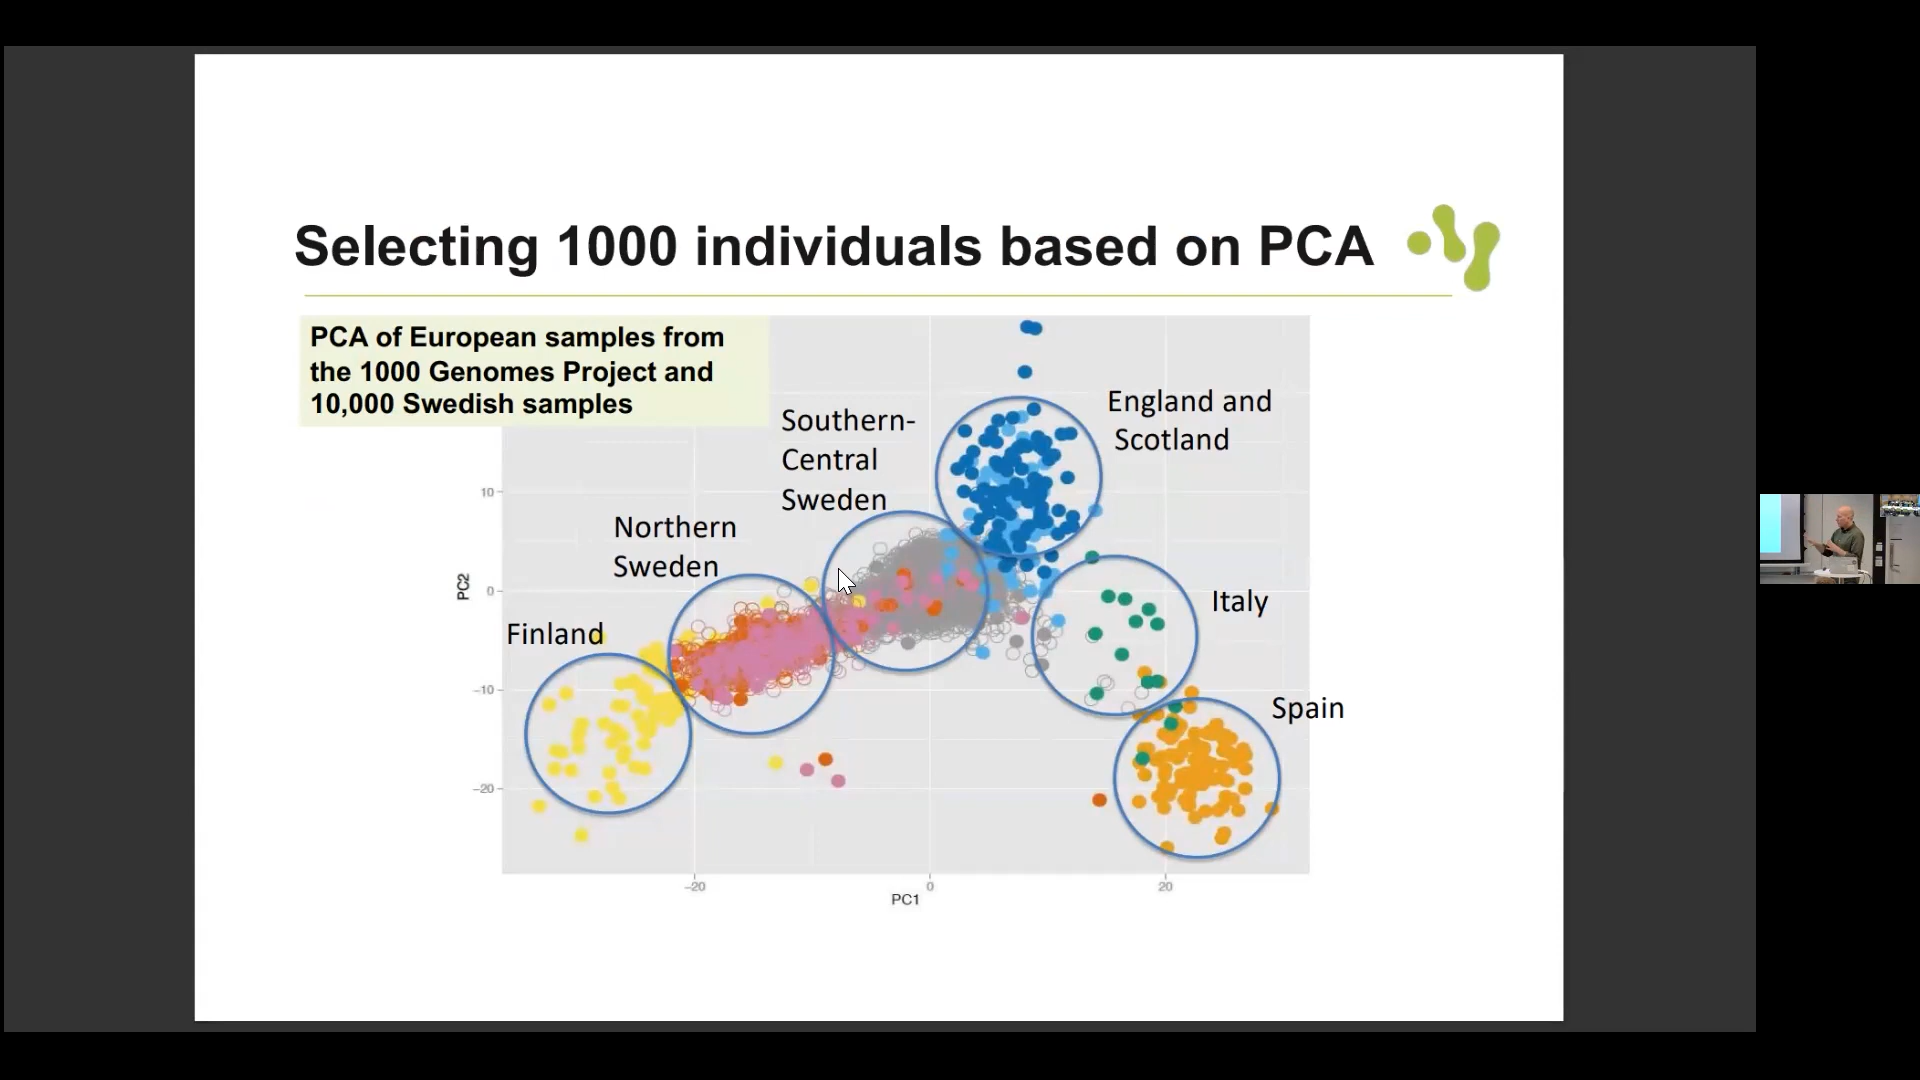 Selecting 1000 individuals based on PCA
PCA of European samples from
the 1000 Genomes Project and
10,000 Swedish samples
Southern-
Central
Sweden
England and
Scotland
Northern
Sweden
Finland
Italy
Spain
10
0
−10
−20
PC2
−20
0
20
PC1